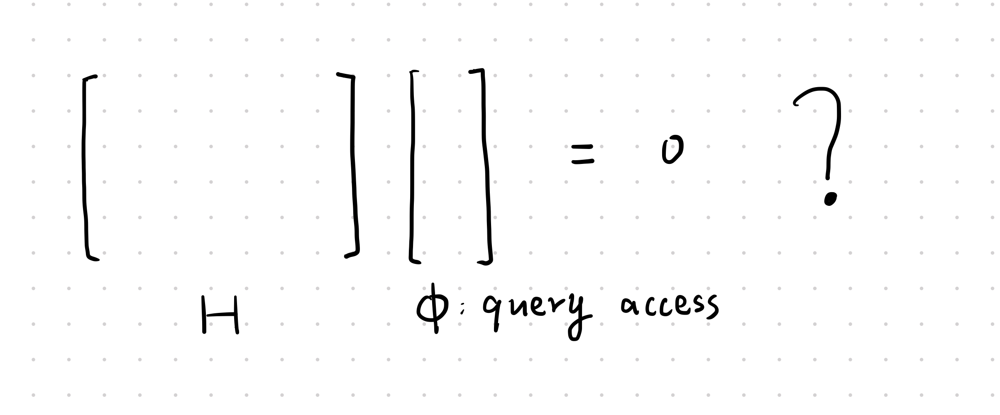 [ ] [ ] = 0 ?
H ϕ: query access